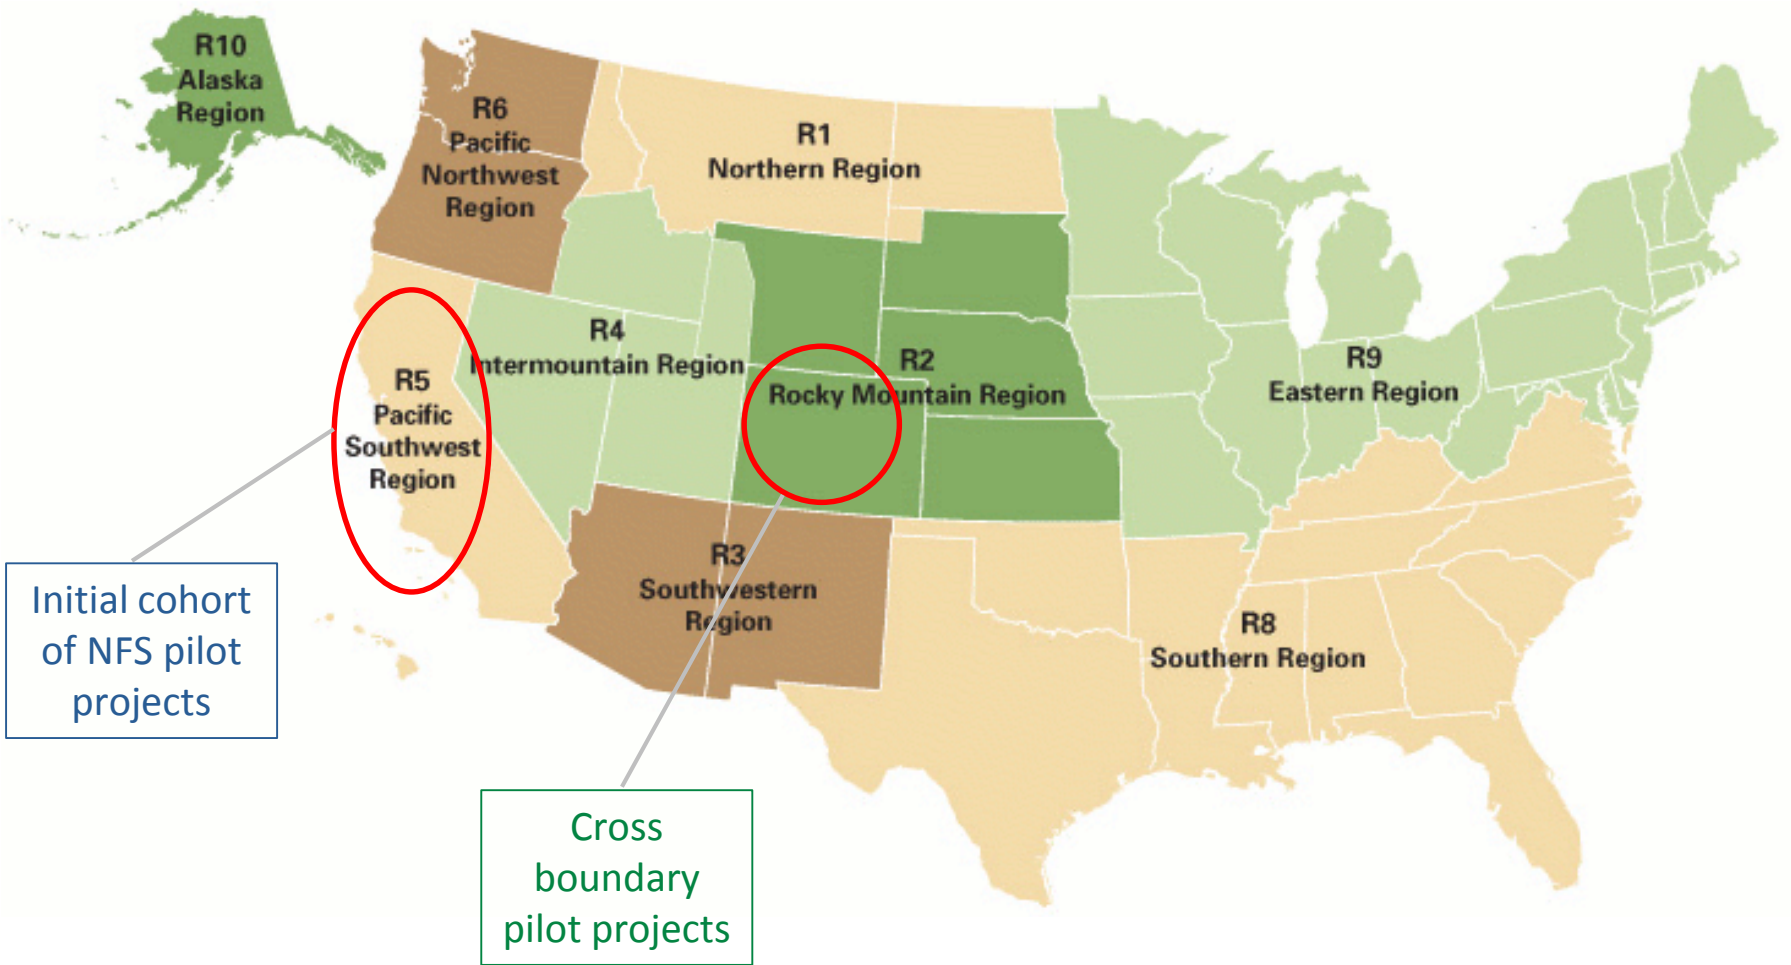 R10
Alaska
Region
R6
Pacific
Northwest
Region
R1
Northern Region
R4
Intermountain Region
R2
Rocky Mountain Region
R9
Eastern Region
R5
Pacific
Southwest
Region
R3
Southwestern
Region
R8
Southern Region
Initial cohort
of NFS pilot
projects
Cross
boundary
pilot projects